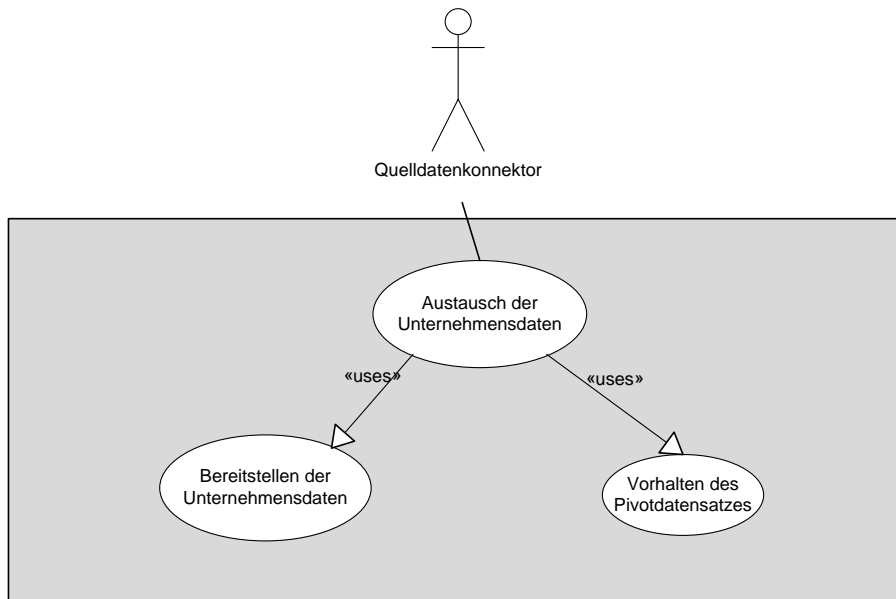 Quelldatenkonnektor
Austausch der
Unternehmensdaten
«uses»
«uses»
Bereitstellen der
Unternehmensdaten
Vorhalten des
Pivotdatensatzes